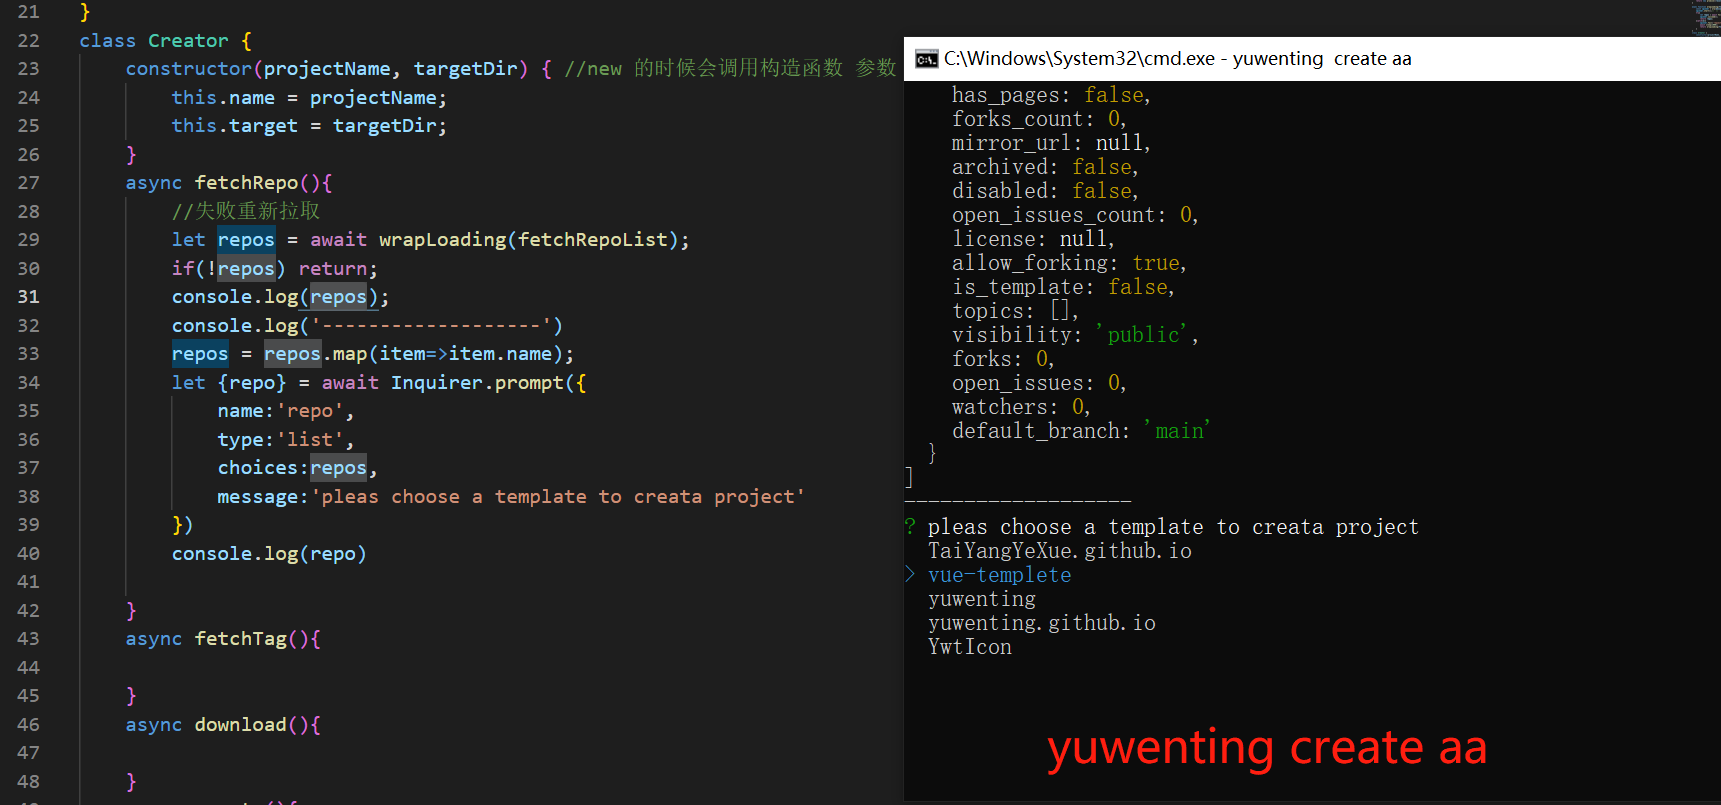 21 }
22 class Creator {
23 constructor(projectName, targetDir) { //new 的时候会调用构造函数 参数
24 this.name = projectName;
25 this.target = targetDir;
26 }
27 async fetchRepo(){
28 //失败重新拉取
29 let repos = await wrapLoading(fetchRepoList);
30 if(!repos) return;
31 console.log(repos);
32 console.log('-------------------')
33 repos = repos.map(item=>item.name);
34 let {repo} = await Inquirer.prompt({
35 name:'repo',
36 type:'list',
37 choices:repos,
38 message:'pleas choose a template to creata project'
39 })
40 console.log(repo)
41
42 }
43 async fetchTag(){
44
45 }
46 async download(){
47
48 }
C:\Windows\System32\cmd.exe - yuwenting create aa
has_pages: false,
forks_count: 0,
mirror_url: null,
archived: false,
disabled: false,
open_issues_count: 0,
license: null,
allow_forking: true,
is_template: false,
topics: [],
visibility: 'public',
forks: 0,
open_issues: 0,
watchers: 0,
default_branch: 'main'
}
]
-------------------
? pleas choose a template to creata project
TaiYangYeXue.github.io
> vue-templete
yuwenting
yuwenting.github.io
YwtIcon
yuwenting create aa